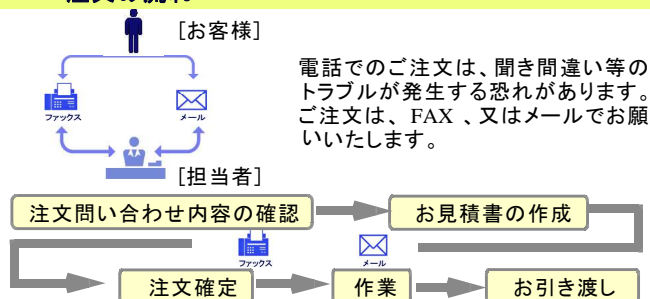 注文の流れ
[お客様]
電話でのご注文は、聞き間違い等の
トラブルが発生する恐れがあります。
ご注文は、 FAX 、又はメールでお願
いいたします。
ファックス
メール
[担当者]
注文問い合わせ内容の確認
お見積書の作成
ファックス
メール
注文確定
作業
お引き渡し